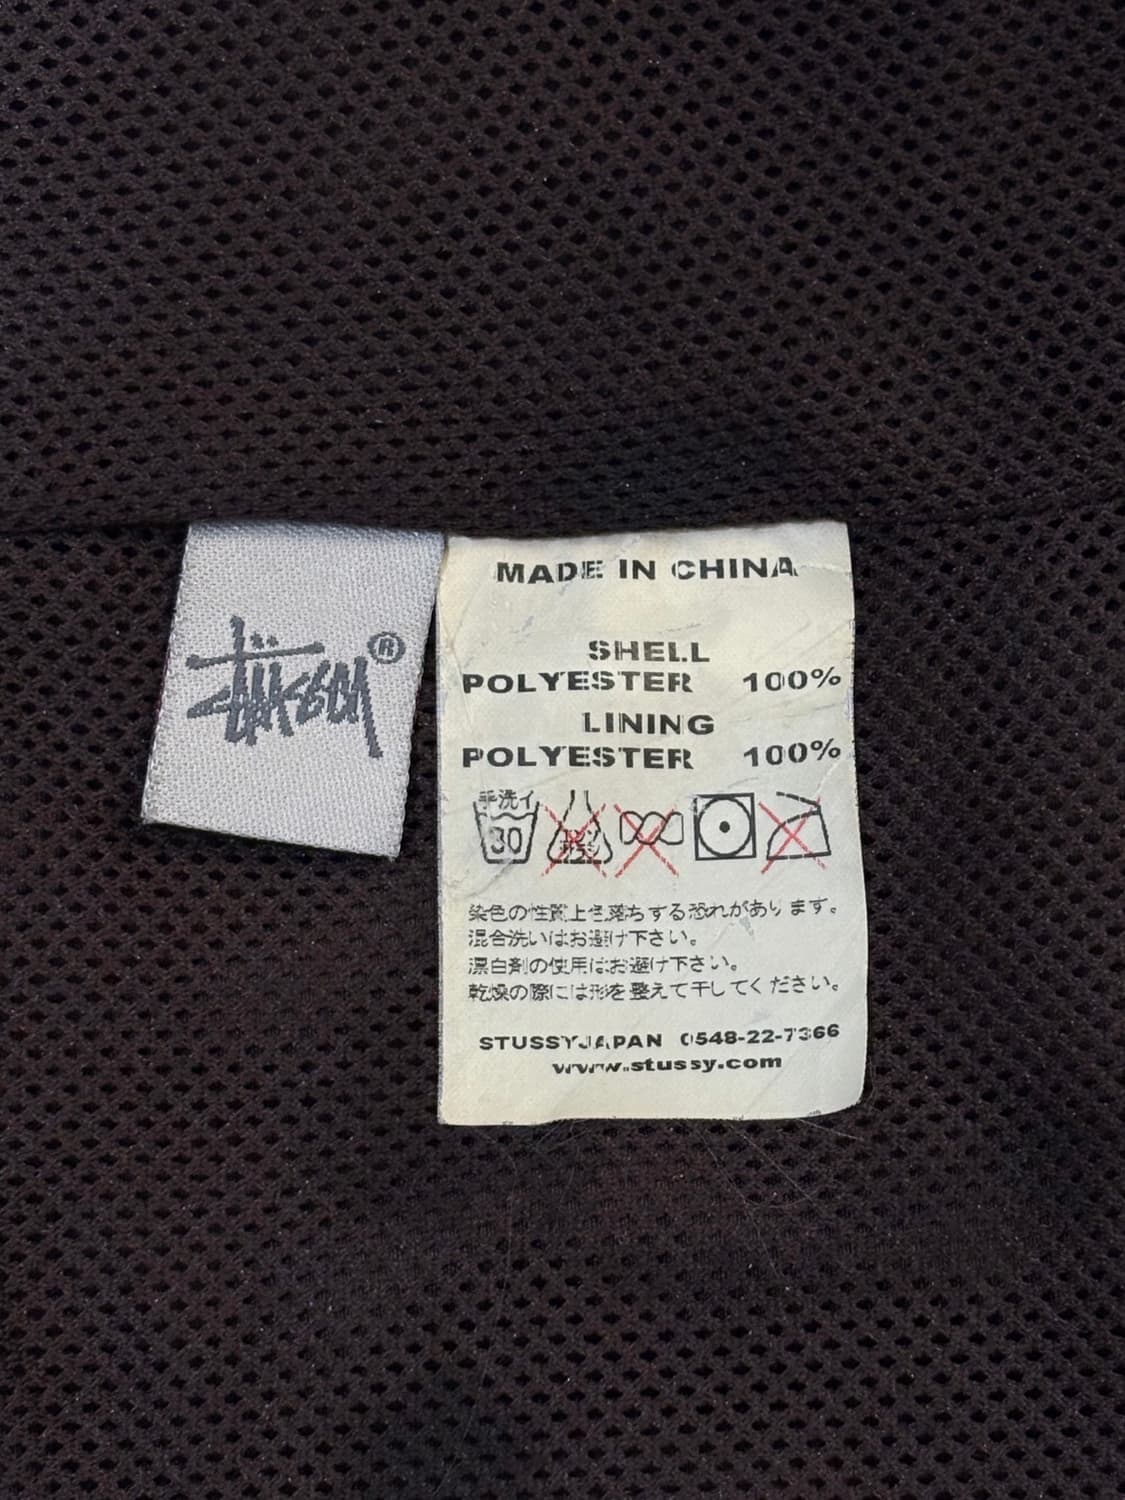 Stüssy ®
MADE IN CHINA
SHELL
POLYESTER 100%
LINING
POLYESTER 100%
手洗イ
30
染色の性質上色落ちする恐れがあります。
混合洗いはお避け下さい。
漂白剤の使用はお避け下さい。
乾燥の際には形を整えて干してください。
STUSSYJAPAN 0548-22-7366
www.stussy.com